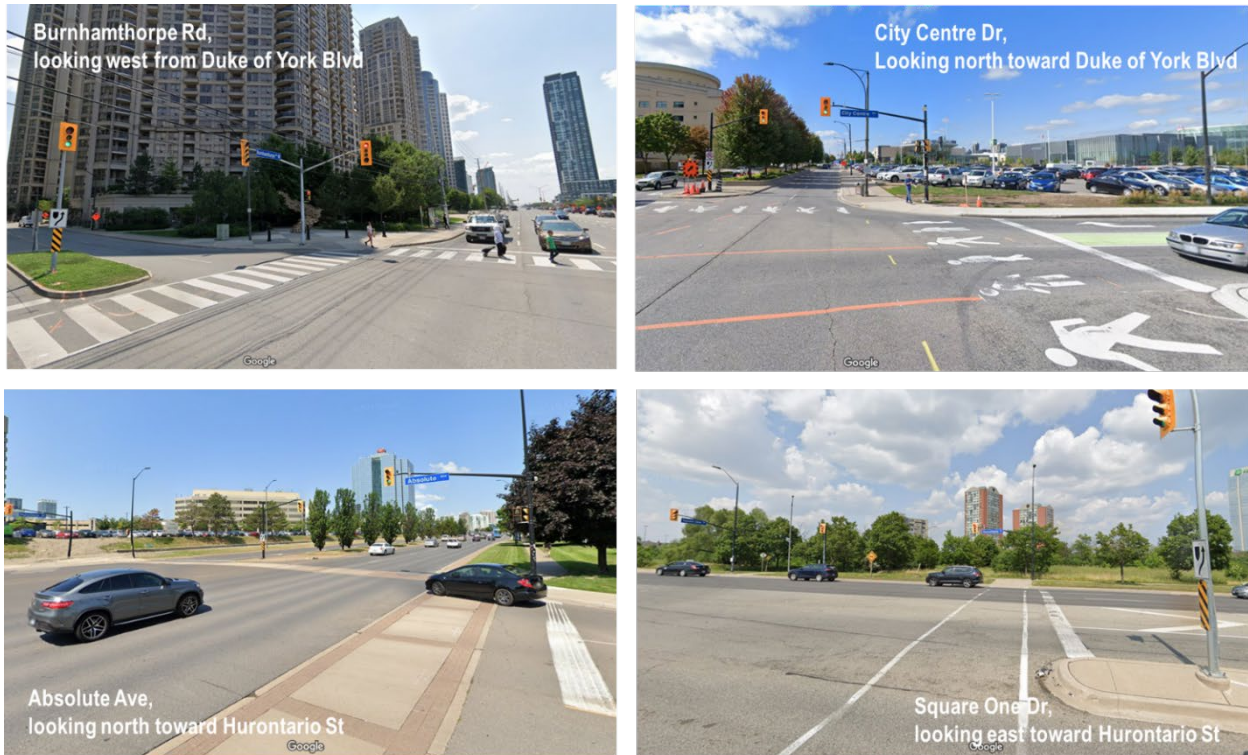 Burnhamthorpe Rd,
looking west from Duke of York Blvd
Google
City Centre Dr,
Looking north toward Duke of York Blvd
City Centre
Google
Absolute
Absolute Ave,
looking north toward Hurontario St
Google
Square One Dr,
looking east toward Hurontario St
Google